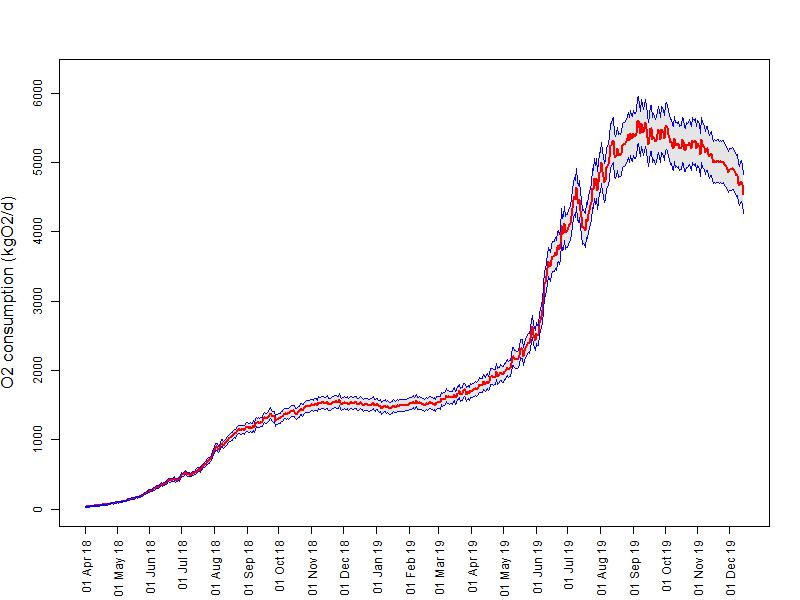 O2 consumption (kgO2/d)
6000
5000
4000
3000
2000
1000
0
01 Apr 18
01 May 18
01 Jun 18
01 Jul 18
01 Aug 18
01 Sep 18
01 Oct 18
01 Nov 18
01 Dec 18
01 Jan 19
01 Feb 19
01 Mar 19
01 Apr 19
01 May 19
01 Jun 19
01 Jul 19
01 Aug 19
01 Sep 19
01 Oct 19
01 Nov 19
01 Dec 19